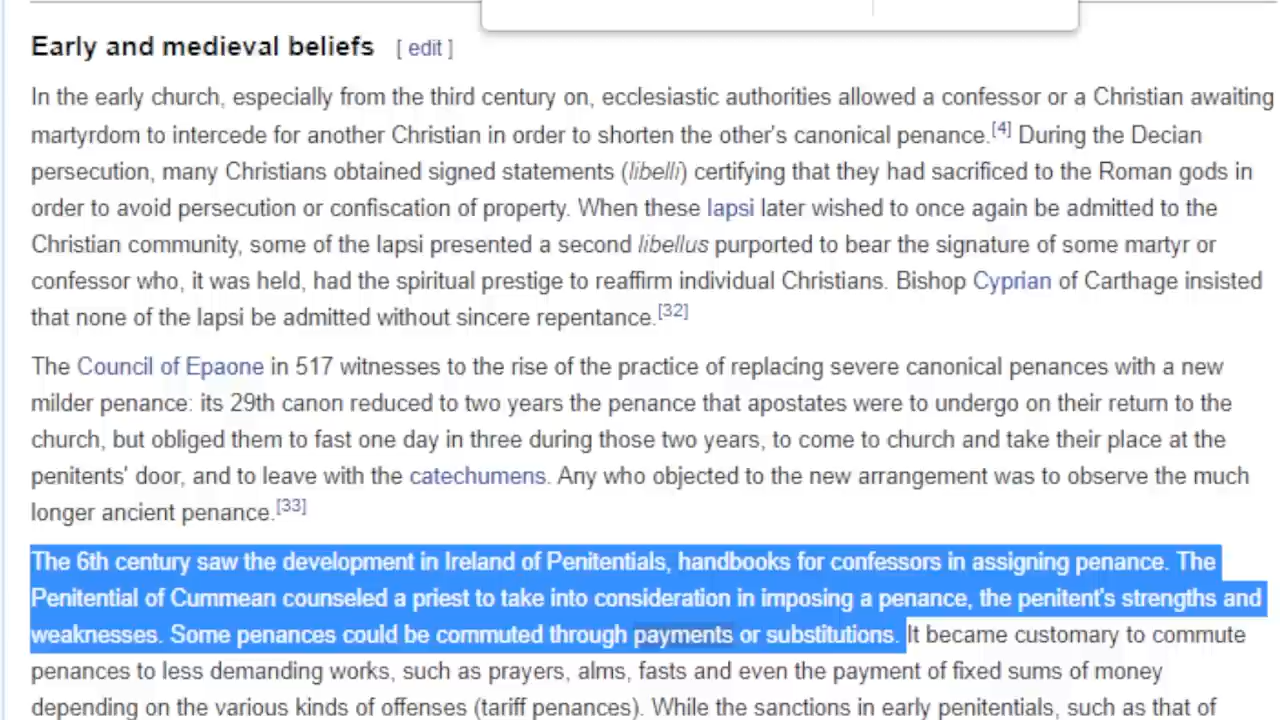 Early and medieval beliefs [ edit ]
In the early church, especially from the third century on, ecclesiastic authorities allowed a confessor or a Christian awaiting
martyrdom to intercede for another Christian in order to shorten the other's canonical penance.[4] During the Decian
persecution, many Christians obtained signed statements (libelli) certifying that they had sacrificed to the Roman gods in
order to avoid persecution or confiscation of property. When these lapsi later wished to once again be admitted to the
Christian community, some of the lapsi presented a second libellus purported to bear the signature of some martyr or
confessor who, it was held, had the spiritual prestige to reaffirm individual Christians. Bishop Cyprian of Carthage insisted
that none of the lapsi be admitted without sincere repentance.[32]
The Council of Epaone in 517 witnesses to the rise of the practice of replacing severe canonical penances with a new
milder penance: its 29th canon reduced to two years the penance that apostates were to undergo on their return to the
church, but obliged them to fast one day in three during those two years, to come to church and take their place at the
penitents' door, and to leave with the catechumens. Any who objected to the new arrangement was to observe the much
longer ancient penance.[33]
The 6th century saw the development in Ireland of Penitentials, handbooks for confessors in assigning penance. The
Penitential of Cummean counseled a priest to take into consideration in imposing a penance, the penitent's strengths and
weaknesses. Some penances could be commuted through payments or substitutions. It became customary to commute
penances to less demanding works, such as prayers, alms, fasts and even the payment of fixed sums of money
depending on the various kinds of offenses (tariff penances). While the sanctions in early penitentials, such as that of